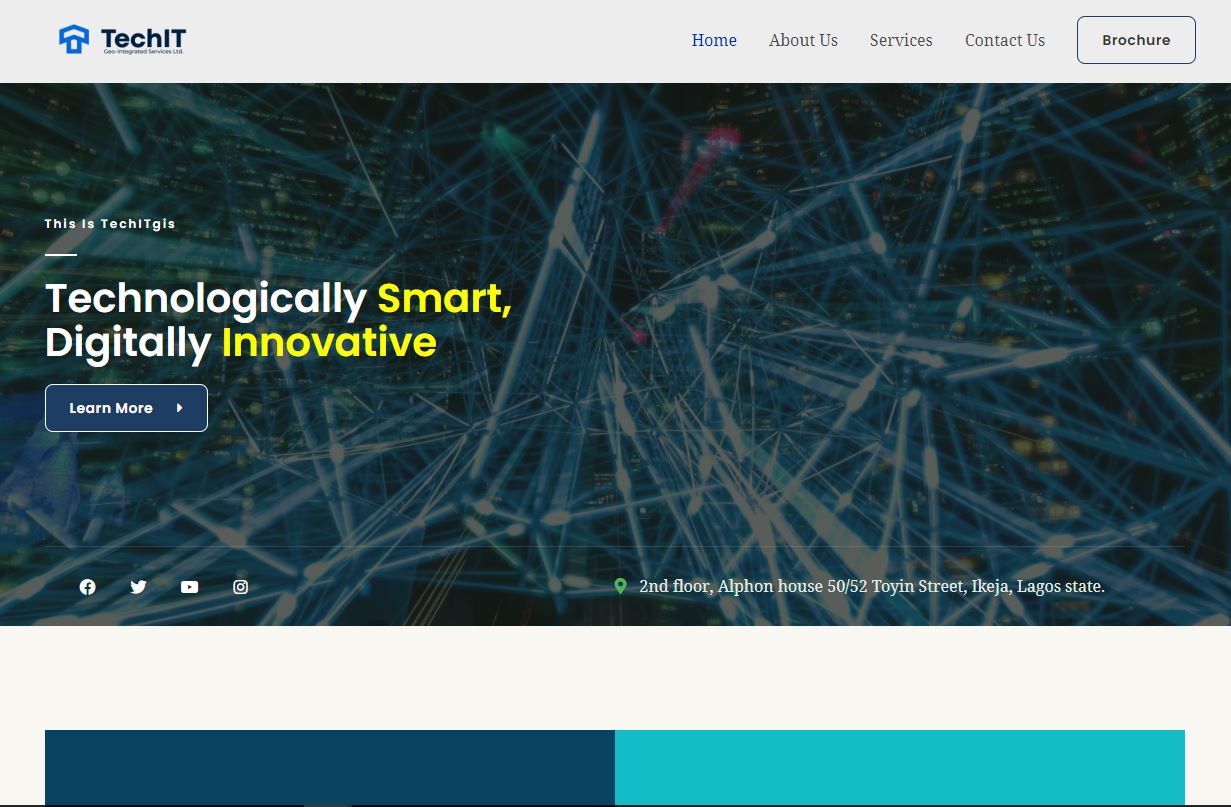 TechIT
Geo-Integrated Services Ltd.
Home About Us Services Contact Us Brochure
This Is TechITgis
Technologically Smart,
Digitally Innovative
Learn More
2nd floor, Alphon house 50/52 Toyin Street, Ikeja, Lagos state.